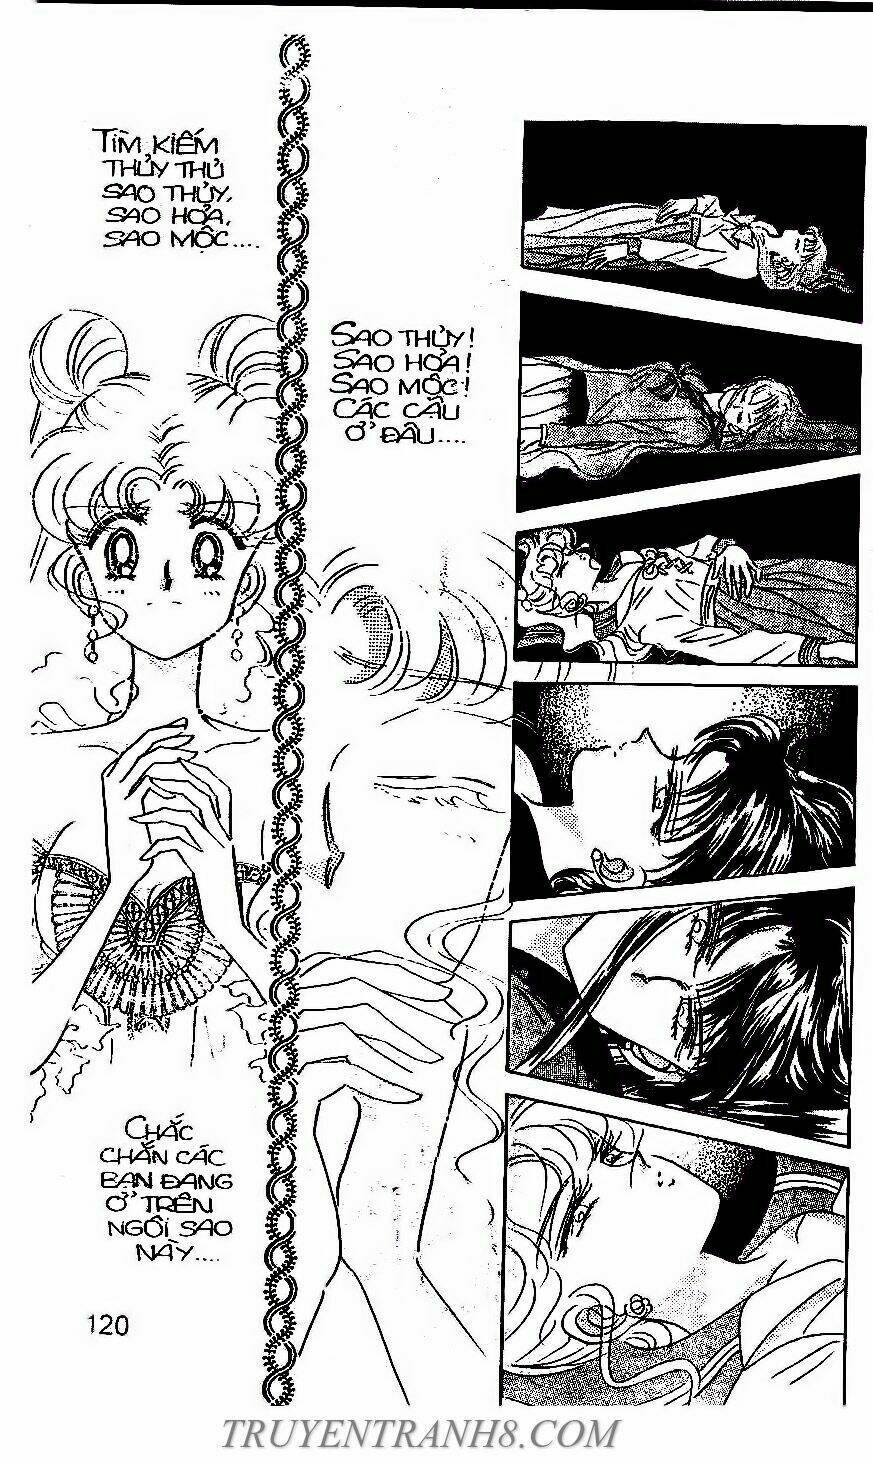 TÌM KIẾM
THỦY THỦ
SAO THỦY,
SAO HỎA,
SAO MỘC....
SAO THỦY!
SAO HỎA!
SAO MỘC!
CÁC CẬU
Ở ĐÂU....
CHẮC
CHẮN CÁC
BẠN ĐANG
Ở TRÊN
NGÔI SAO
NÀY....
120
TRUYENTRANH8.COM